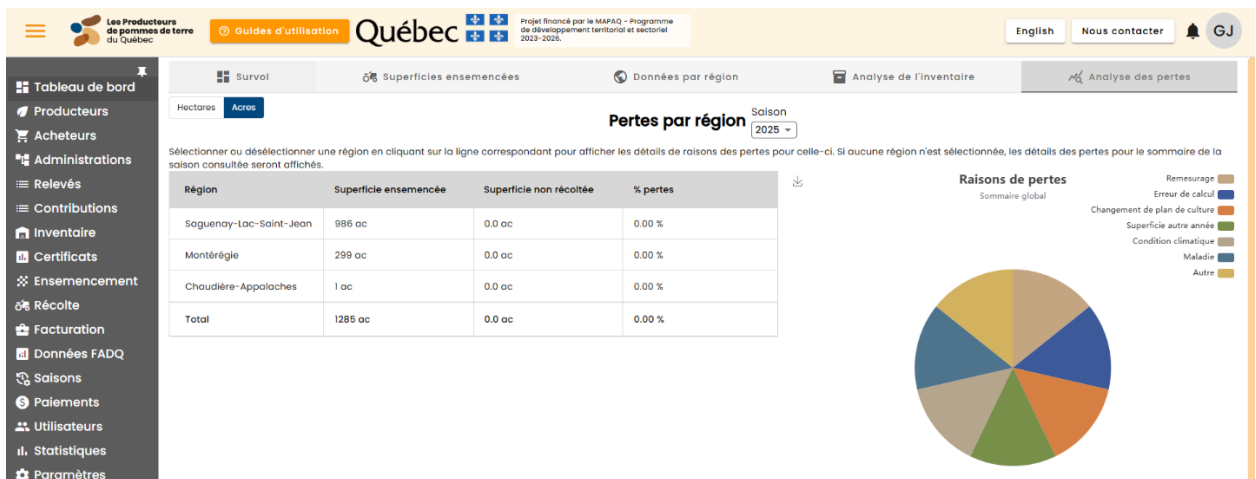 Les Producteurs
de pommes de terre
du Québec
Guides d'utilisation
Québec
Projet financé par le MAPAQ - Programme
de développement territorial et sectoriel
2023-2026.
English
Nous contacter
GJ
Tableau de bord
Producteurs
Acheteurs
Administrations
Relevés
Contributions
Inventaire
Certificats
Ensemencement
Récolte
Facturation
Données FADQ
Saisons
Paiements
Utilisateurs
Statistiques
Paramètres
Survol
Superficies ensemencées
Données par région
Analyse de l'inventaire
Analyse des pertes
Hectares Acres
Pertes par région
Saison
2025
Sélectionner ou désélectionner une région en cliquant sur la ligne correspondant pour afficher les détails de raisons des pertes pour celle-ci. Si aucune région n'est sélectionnée, les détails des pertes pour le sommaire de la
saison consultée seront affichés.
Région Superficie ensemencée Superficie non récoltée % pertes
Saguenay-Lac-Saint-Jean 986 ac 0.0 ac 0.00 %
Montérégie 299 ac 0.0 ac 0.00 %
Chaudière-Appalaches 1 ac 0.0 ac 0.00 %
Total 1285 ac 0.0 ac 0.00 %
Raisons de pertes
Sommaire global
Remesurage
Erreur de calcul
Changement de plan de culture
Superficie autre année
Condition climatique
Maladie
Autre